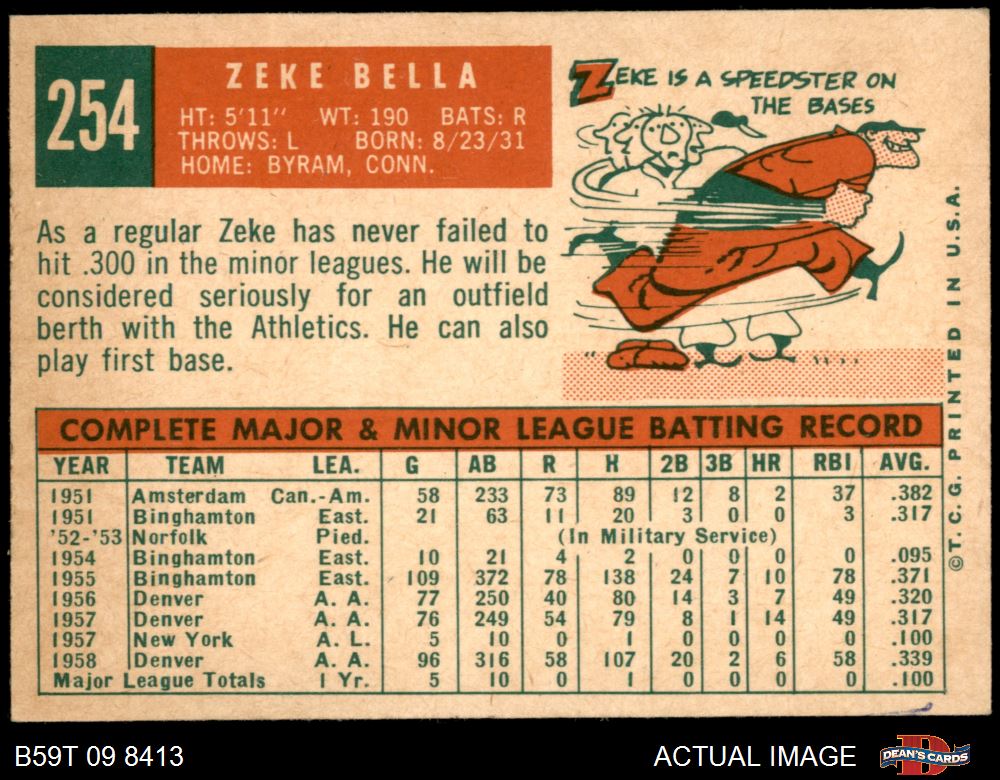 254
ZEKE BELLA
HT: 5'11" WT: 190 BATS: R
THROWS: L BORN: 8/23/31
HOME: BYRAM, CONN.
ZEKE IS A SPEEDSTER ON
THE BASES
As a regular Zeke has never failed to
hit .300 in the minor leagues. He will be
considered seriously for an outfield
berth with the Athletics. He can also
play first base.
COMPLETE MAJOR & MINOR LEAGUE BATTING RECORD
YEAR TEAM LEA. G AB R H 2B 3B HR RBI AVG.
1951 Amsterdam Can.-Am. 58 233 73 89 12 8 2 37 .382
1951 Binghamton East. 21 63 11 20 3 0 0 3 .317
'52-'53 Norfolk Pied. (In Military Service)
1954 Binghamton East. 10 21 4 2 0 0 0 0 .095
1955 Binghamton East. 109 372 78 138 24 7 10 78 .371
1956 Denver A. A. 77 250 40 80 14 3 7 49 .320
1957 Denver A. A. 76 249 54 79 8 1 14 49 .317
1957 New York A. L. 5 10 0 1 0 0 0 0 .100
1958 Denver A. A. 96 316 58 107 20 2 6 58 .339
Major League Totals 1 Yr. 5 10 0 1 0 0 0 0 .100
©T.C.G. PRINTED IN U.S.A.
B59T 09 8413
ACTUAL IMAGE
DEAN'S CARDS